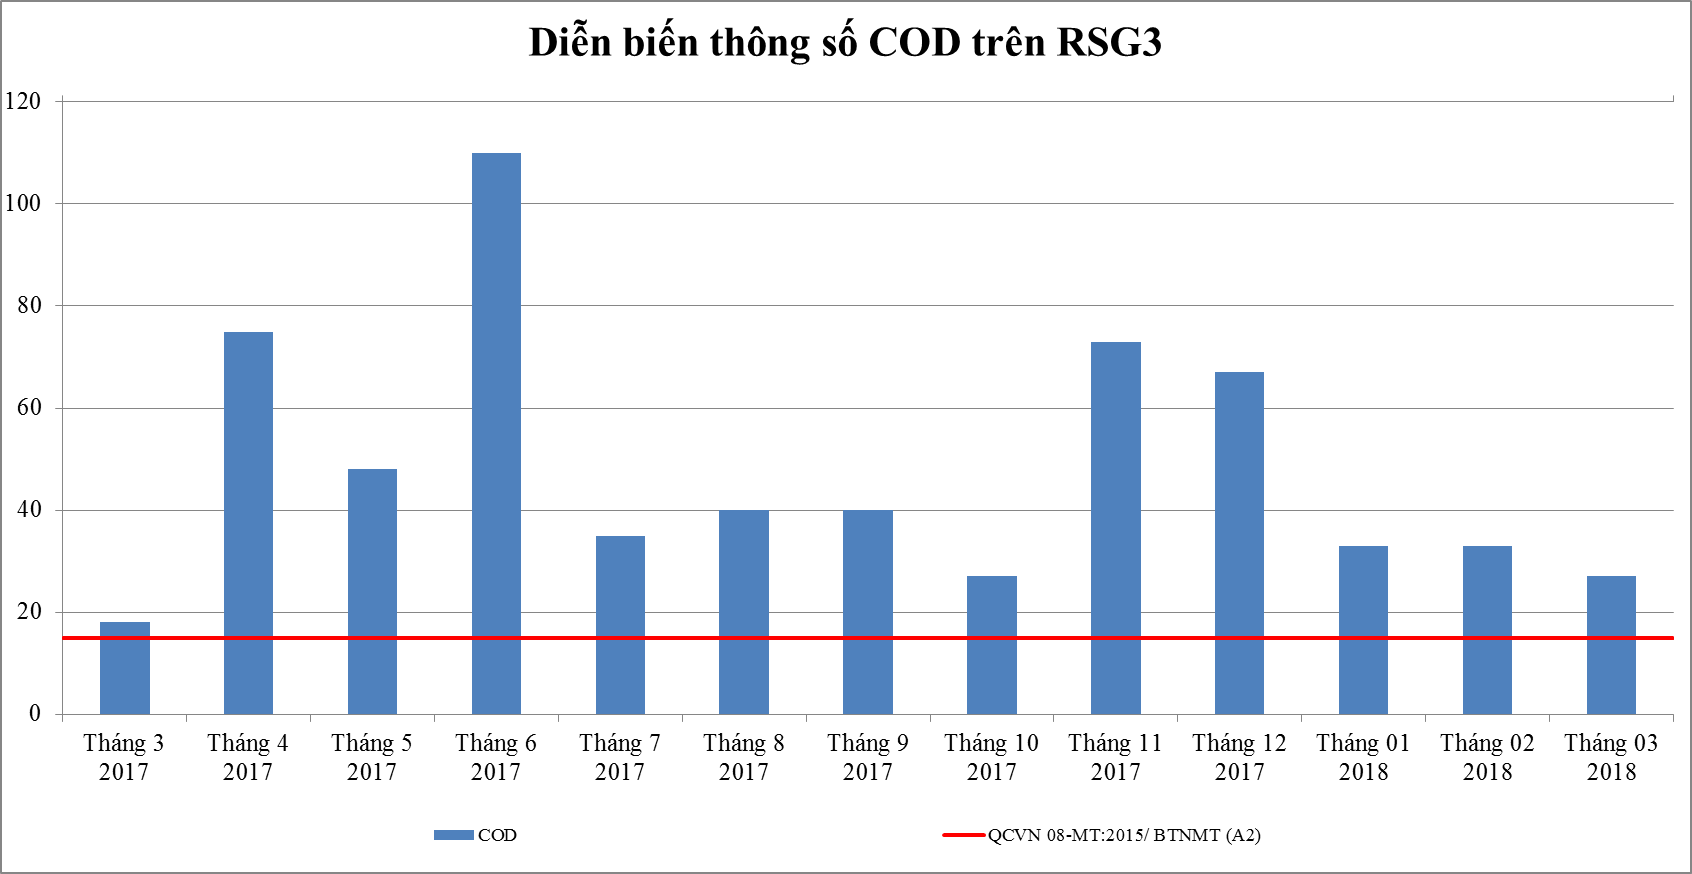 Diễn biến thông số COD trên RSG3
120
100
80
60
40
20
0
Tháng 3 2017
Tháng 4 2017
Tháng 5 2017
Tháng 6 2017
Tháng 7 2017
Tháng 8 2017
Tháng 9 2017
Tháng 10 2017
Tháng 11 2017
Tháng 12 2017
Tháng 01 2018
Tháng 02 2018
Tháng 03 2018
COD
QCVN 08-MT:2015/ BTNMT (A2)